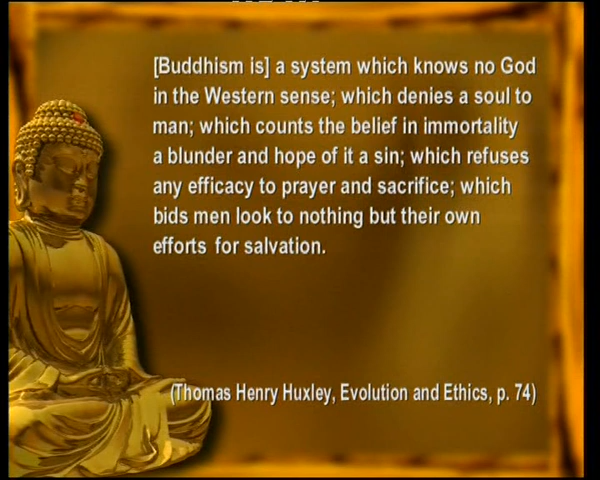 [Buddhism is] a system which knows no God
in the Western sense; which denies a soul to
man; which counts the belief in immortality
a blunder and hope of it a sin; which refuses
any efficacy to prayer and sacrifice; which
bids men look to nothing but their own
efforts for salvation.
(Thomas Henry Huxley, Evolution and Ethics, p. 74)